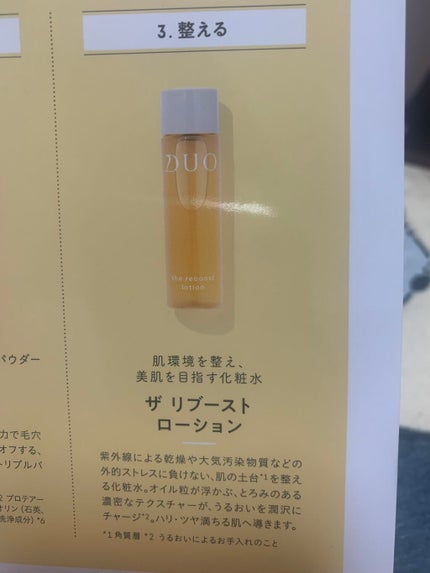 3. 整える
DUO
the reboost
lotion
肌環境を整え、
美肌を目指す化粧水
ザ リブースト
ローション
紫外線による乾燥や大気汚染物質などの
外的ストレスに負けない、肌の土台*1を整え
る化粧水。オイル粒が浮かぶ、とろみのある
濃密なテクスチャーが、うるおいを潤沢に
チャージ*2。ハリ・ツヤ満ちる肌へ導きます。
*1 角質層 *2 うるおいによるお手入れのこと
パウダー
力で毛穴
オフする、
トリプルバ
2 プロテアー
オリン（石英、
洗浄成分）*6